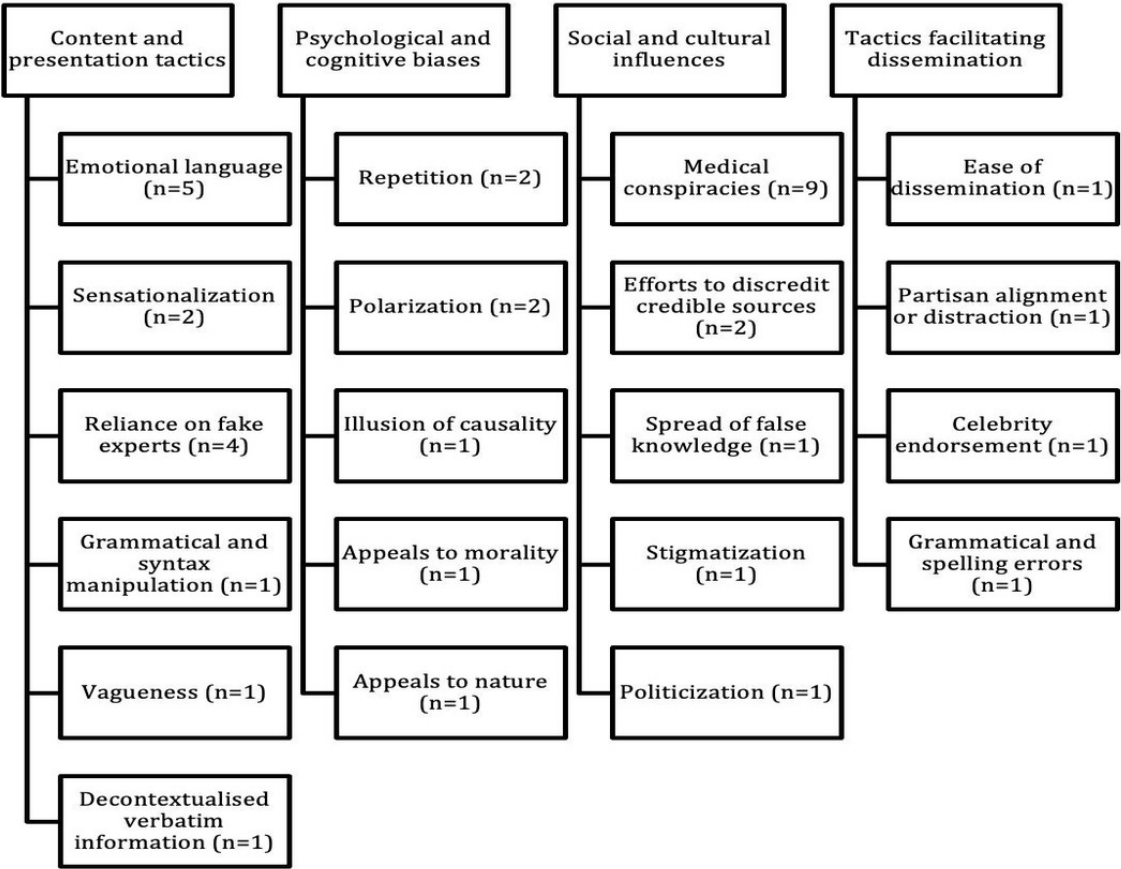 Content and
presentation tactics
Emotional language
(n=5)
Sensationalization
(n=2)
Reliance on fake
experts (n=4)
Grammatical and
syntax
manipulation (n=1)
Vagueness (n=1)
Decontextualised
verbatim
information (n=1)
Psychological and
cognitive biases
Repetition (n=2)
Polarization (n=2)
Illusion of causality
(n=1)
Appeals to morality
(n=1)
Appeals to nature
(n=1)
Social and cultural
influences
Medical
conspiracies (n=9)
Efforts to discredit
credible sources
(n=2)
Spread of false
knowledge (n=1)
Stigmatization
(n=1)
Politicization (n=1)
Tactics facilitating
dissemination
Ease of
dissemination (n=1)
Partisan alignment
or distraction (n=1)
Celebrity
endorsement (n=1)
Grammatical and
spelling errors
(n=1)